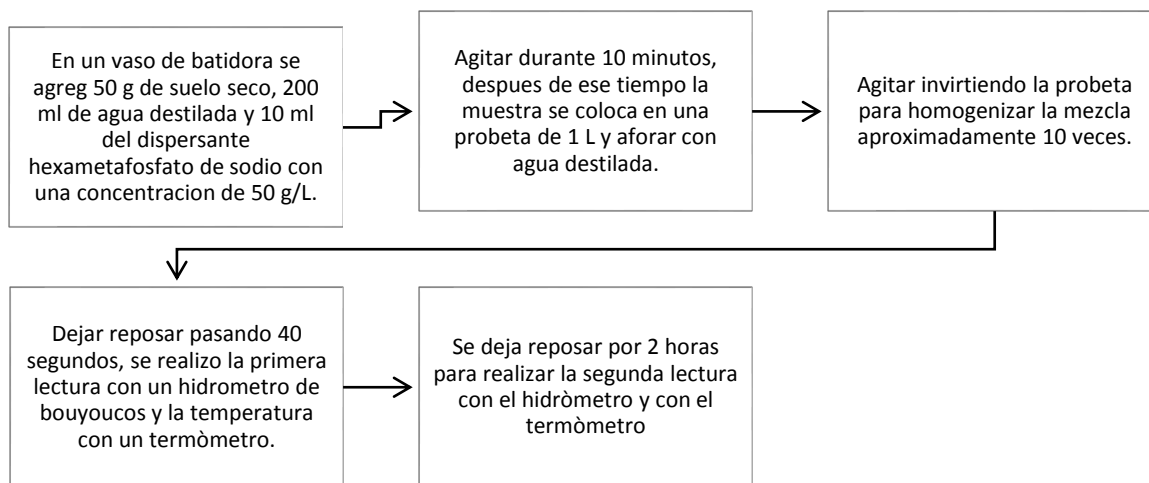 En un vaso de batidora se
agreg 50 g de suelo seco, 200
ml de agua destilada y 10 ml
del dispersante
hexametafosfato de sodio con
una concentracion de 50 g/L.
Agitar durante 10 minutos,
despues de ese tiempo la
muestra se coloca en una
probeta de 1 L y aforar con
agua destilada.
Agitar invirtiendo la probeta
para homogenizar la mezcla
aproximadamente 10 veces.
Dejar reposar pasando 40
segundos, se realizo la primera
lectura con un hidrometro de
bouyoucos y la temperatura
con un termòmetro.
Se deja reposar por 2 horas
para realizar la segunda lectura
con el hidròmetro y con el
termòmetro